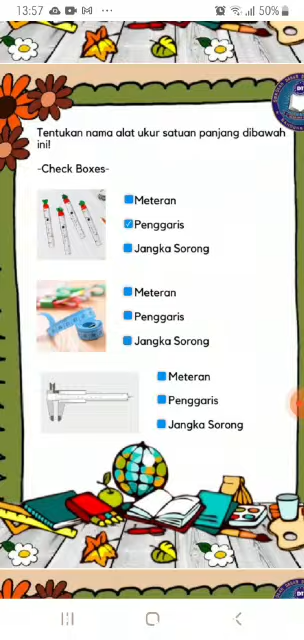 13:57
50%
Tentukan nama alat ukur satuan panjang dibawah
ini!
-Check Boxes-
Meteran
Penggaris
Jangka Sorong
Meteran
Penggaris
Jangka Sorong
Meteran
Penggaris
Jangka Sorong